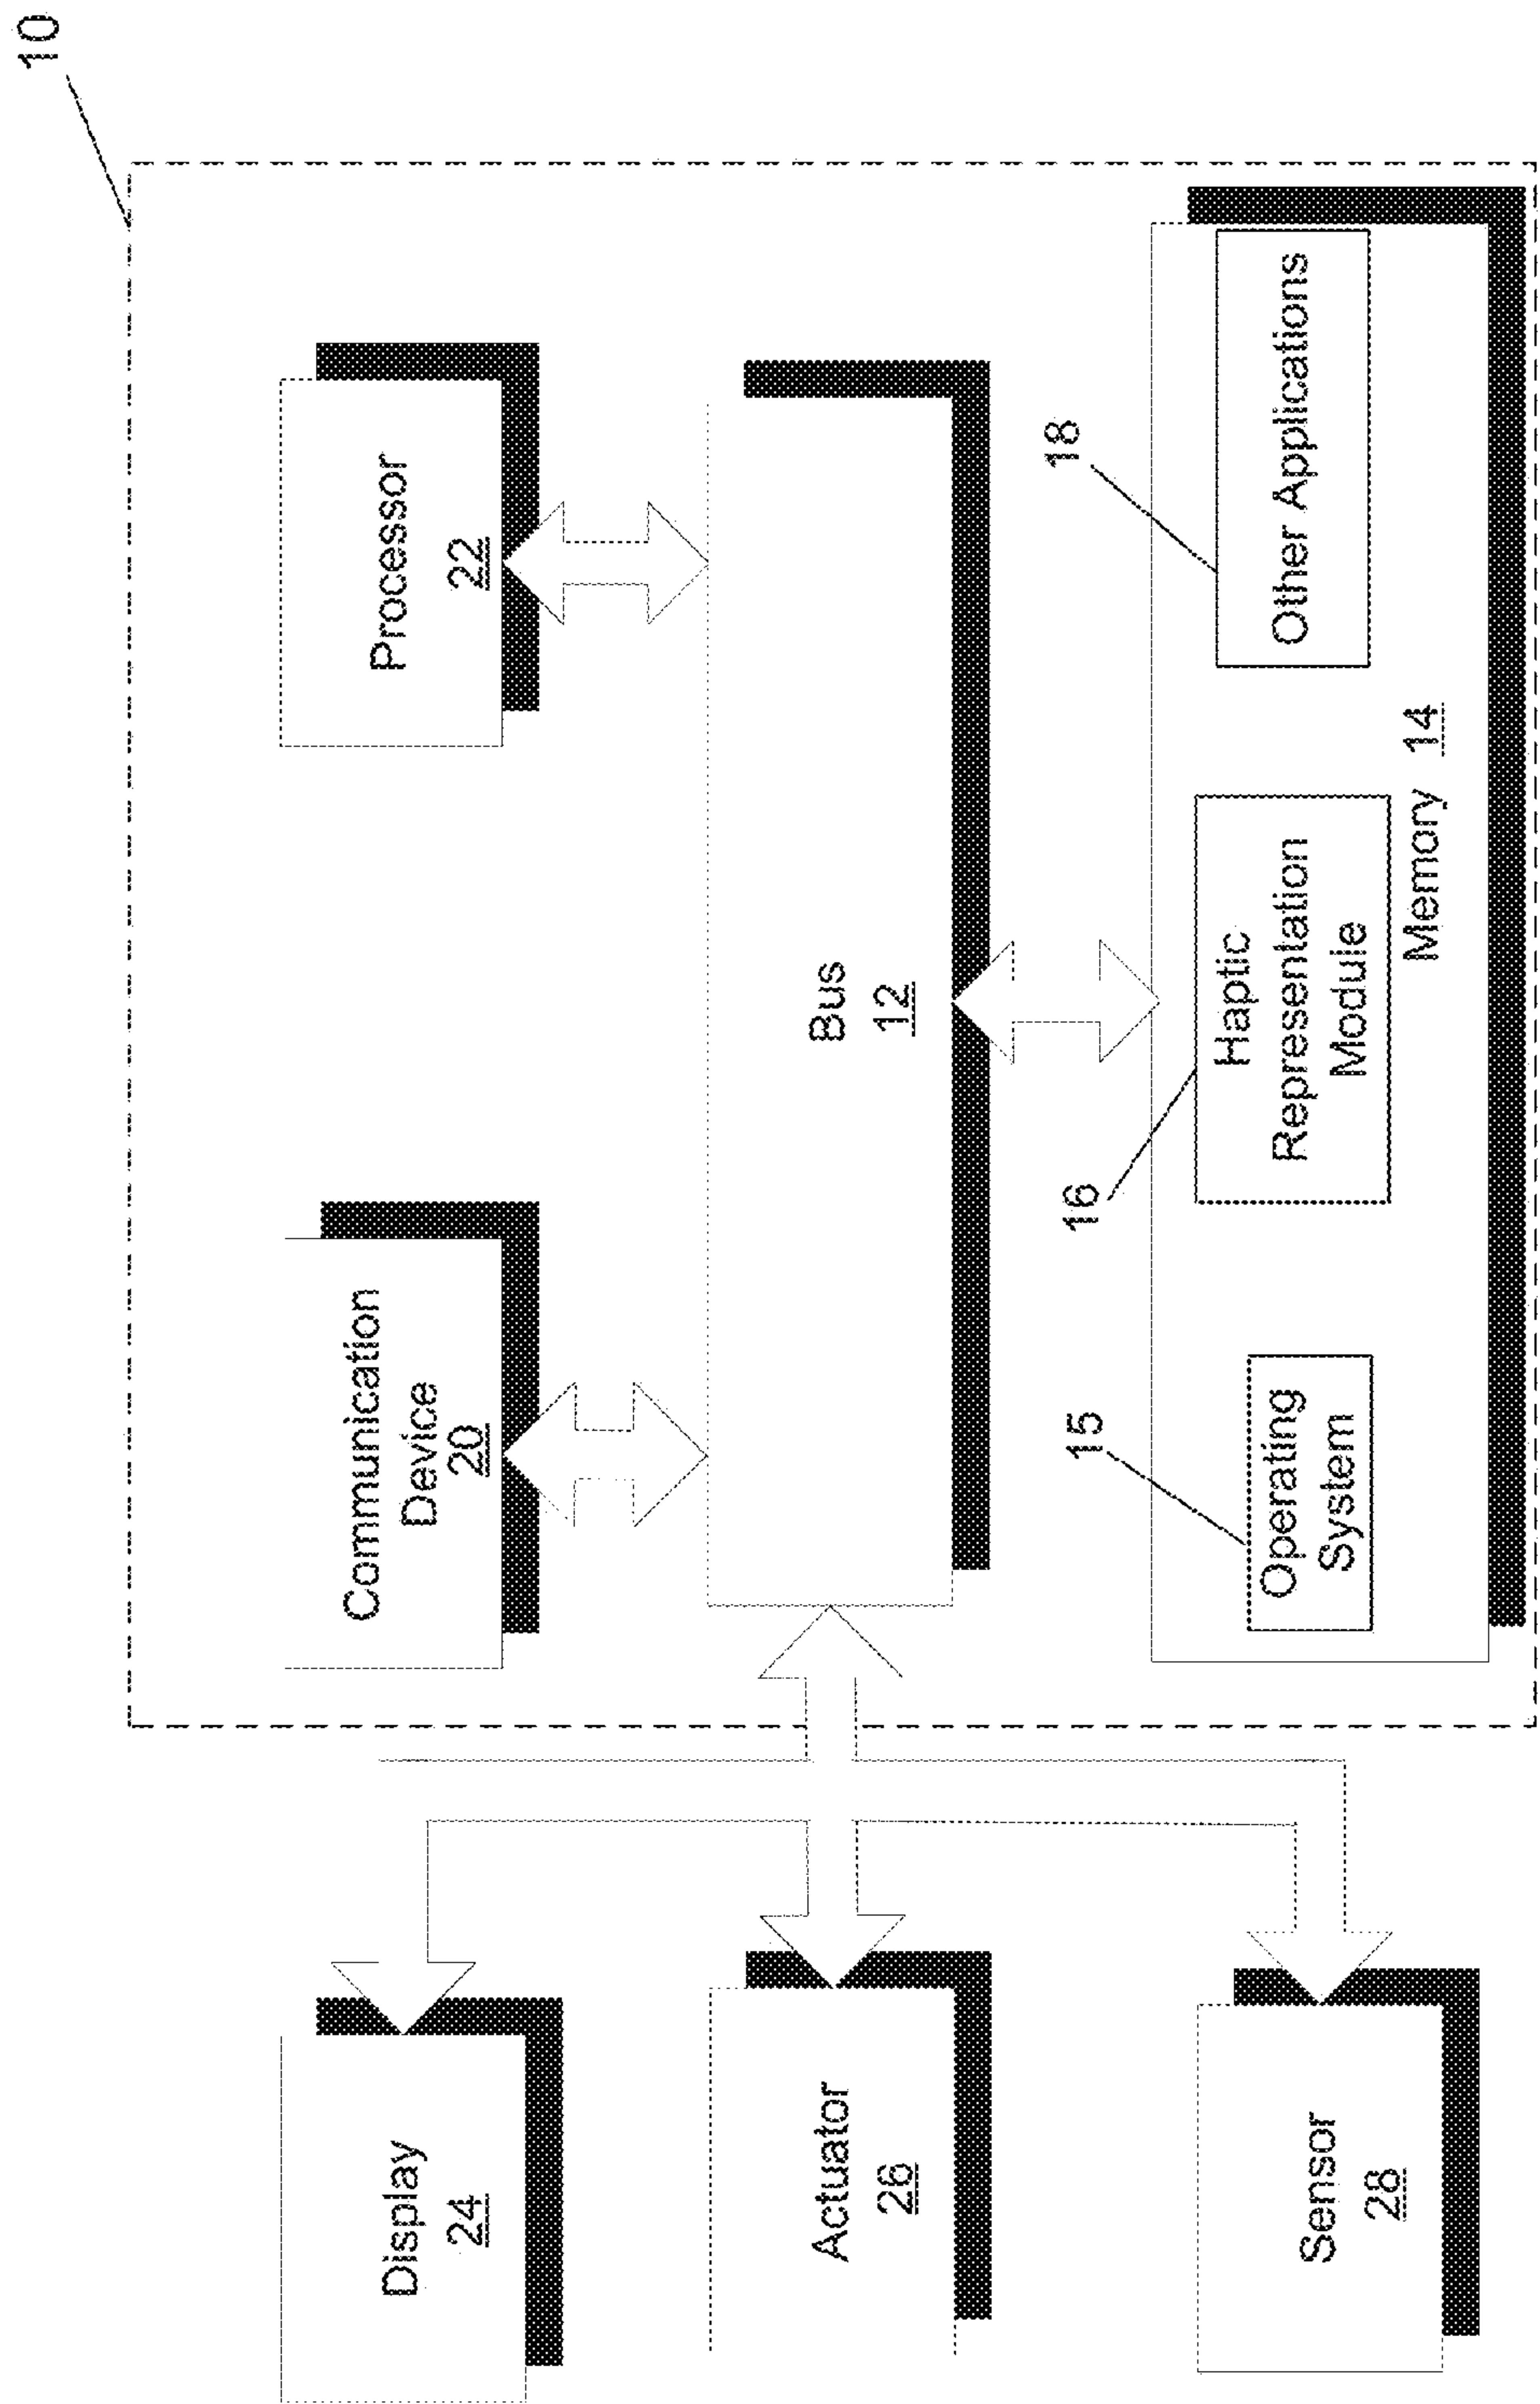 10
Communication
Device
20
Processor
22
Display
24
Bus
12
Actuator
26
15
16
18
Operating
System
Haptic
Representation
Module
Other Applications
Memory 14
Sensor
28